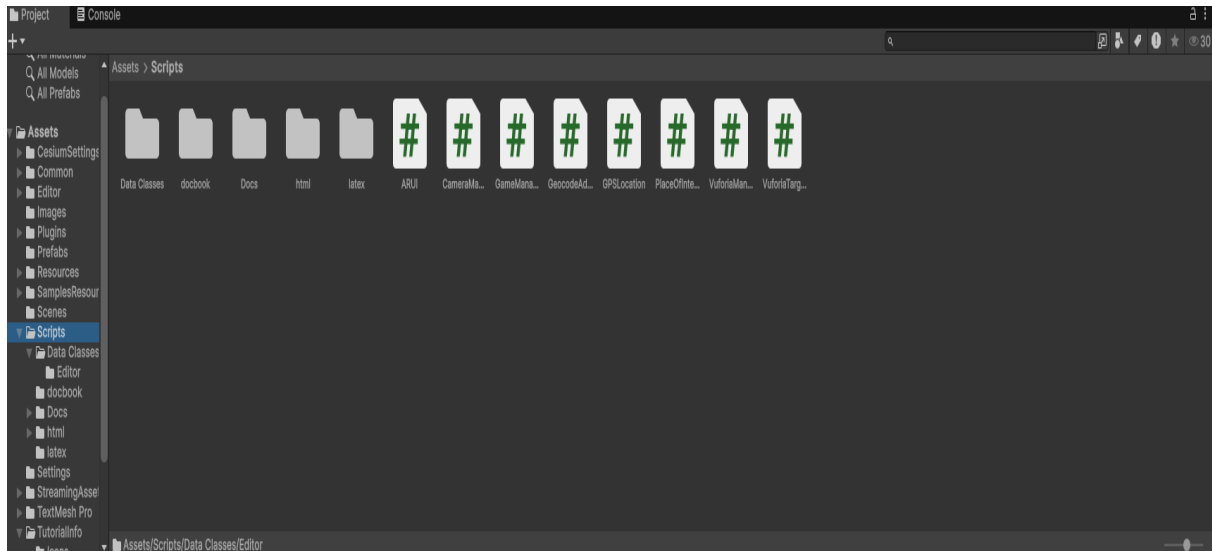 Project
Console
30
All Materials
All Models
All Prefabs
Assets > Scripts
Assets
CesiumSettings
Common
Editor
Images
Plugins
Prefabs
Resources
SamplesResour
Scenes
Scripts
Data Classes
Editor
docbook
Docs
html
latex
Settings
StreamingAsse
TextMesh Pro
TutorialInfo
Data Classes
docbook
Docs
html
latex
ARUI
CameraMa...
GameMana...
GeocodeAd...
GPSLocation
PlaceOfInte...
VuforiaMan...
VuforiaTarg...
Assets/Scripts/Data Classes/Editor